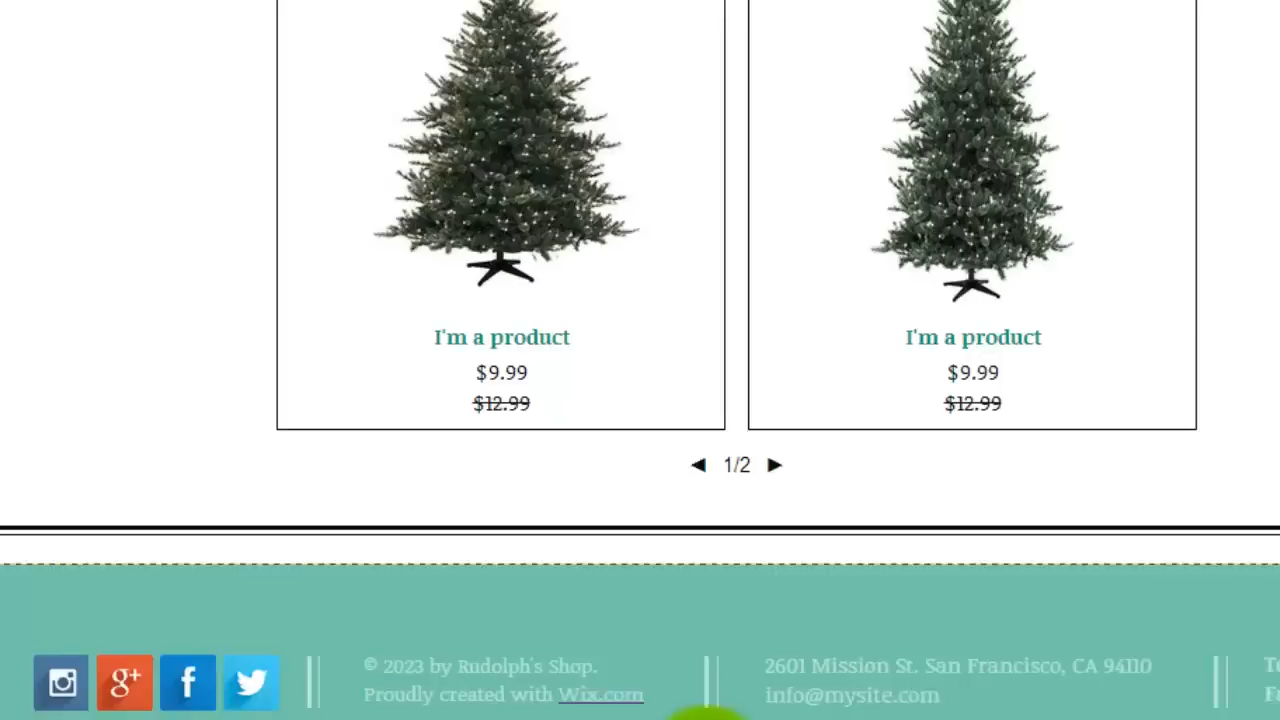 I'm a product
$9.99
$12.99
I'm a product
$9.99
$12.99
1/2
g+
f
© 2023 by Rudolph's Shop.
Proudly created with Wix.com
2601 Mission St. San Francisco, CA 94110
info@mysite.com